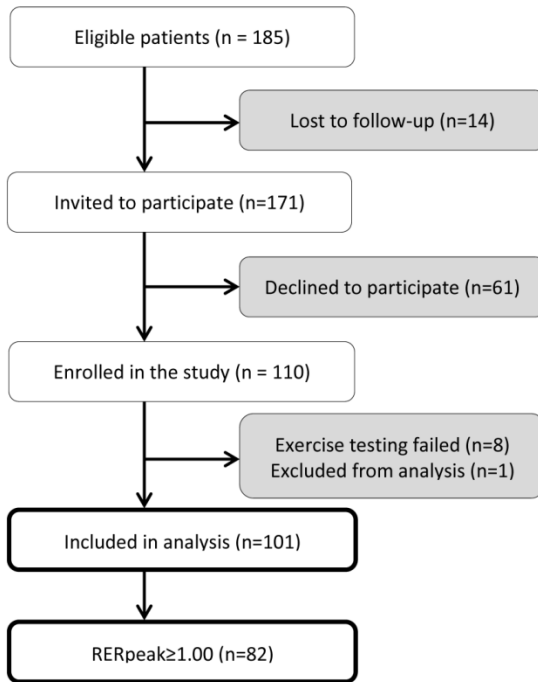 Eligible patients (n = 185)
Lost to follow-up (n=14)
Invited to participate (n=171)
Declined to participate (n=61)
Enrolled in the study (n = 110)
Exercise testing failed (n=8)
Excluded from analysis (n=1)
Included in analysis (n=101)
RERpeak≥1.00 (n=82)